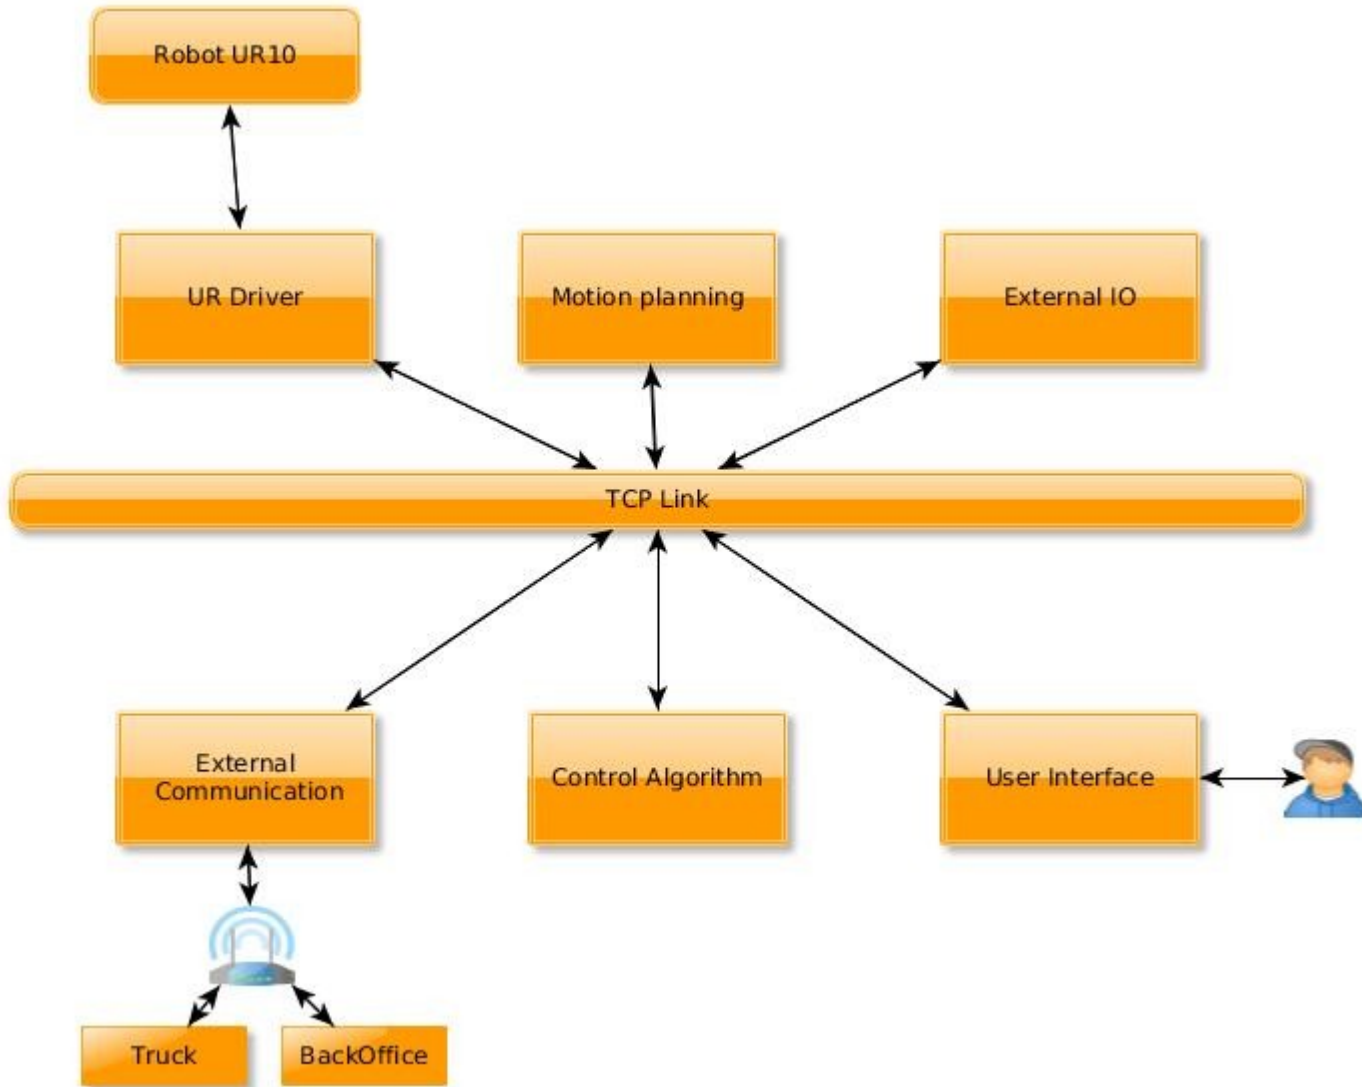 Robot UR10
UR Driver
Motion planning
External IO
TCP Link
External
Communication
Control Algorithm
User Interface
Truck
BackOffice